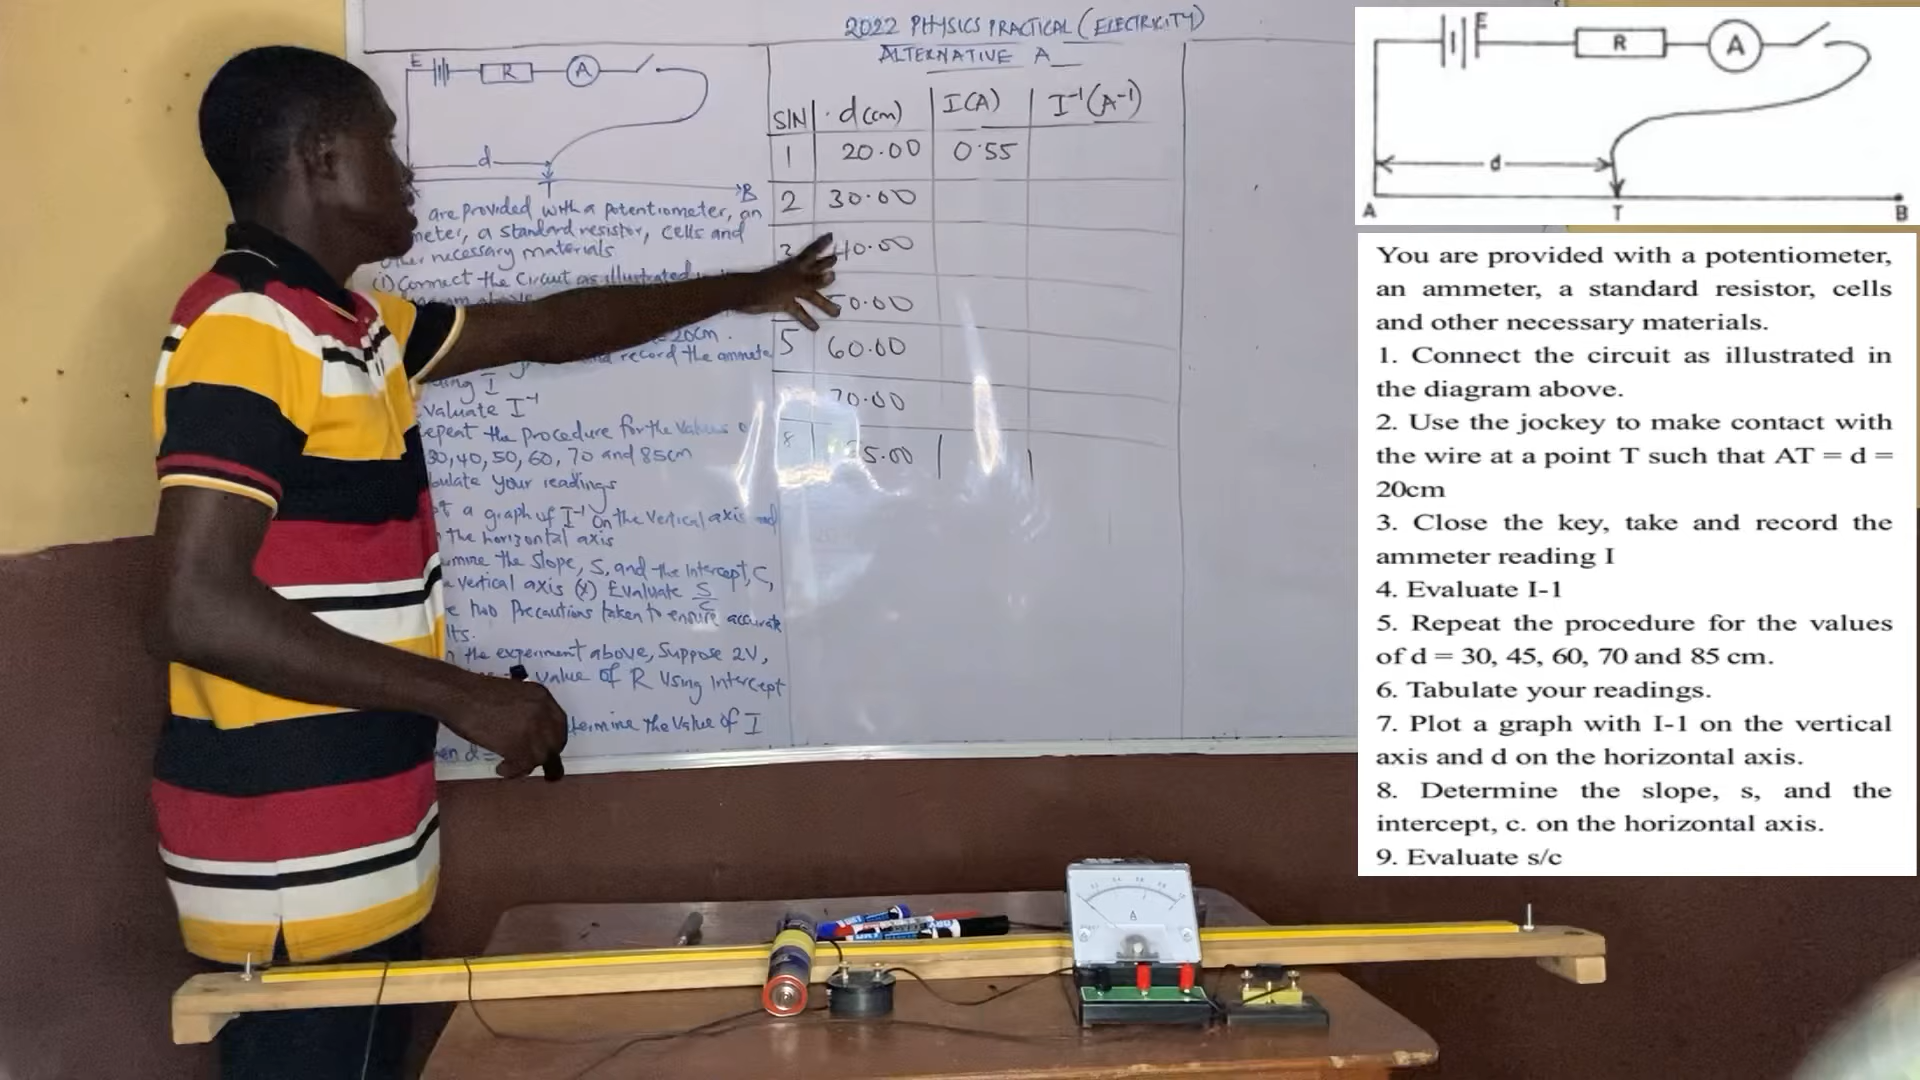 2022 PHYSICS PRACTICAL (ELECTRICITY)
ALTERNATIVE A
E R A
d
T B
are provided with a potentiometer, an
meter, a standard resistor, cells and
other necessary materials
(i) Connect the Circuit as illustrated
20cm.
and record the ammete
I
valuate I⁻¹
epeat the procedure for the values
30, 40, 50, 60, 70 and 85cm
bulate your readings
a graph of I⁻¹ on the vertical axis and
the horizontal axis
rmine the slope, S, and the intercept, C,
vertical axis (x) Evaluate S/C
two Precautions taken to ensure accurate
lts.
the experiment above, Suppose 2V,
value of R using intercept
termine the value of I
en d=
S/N d(cm) I(A) I⁻¹(A⁻¹)
1 20.00 0.55
2 30.00
3 40.00
50.00
5 60.00
70.00
8 5.00
E R A
d
A T B
You are provided with a potentiometer,
an ammeter, a standard resistor, cells
and other necessary materials.
1. Connect the circuit as illustrated in
the diagram above.
2. Use the jockey to make contact with
the wire at a point T such that AT = d =
20cm
3. Close the key, take and record the
ammeter reading I
4. Evaluate I-1
5. Repeat the procedure for the values
of d = 30, 45, 60, 70 and 85 cm.
6. Tabulate your readings.
7. Plot a graph with I-1 on the vertical
axis and d on the horizontal axis.
8. Determine the slope, s, and the
intercept, c. on the horizontal axis.
9. Evaluate s/c
A